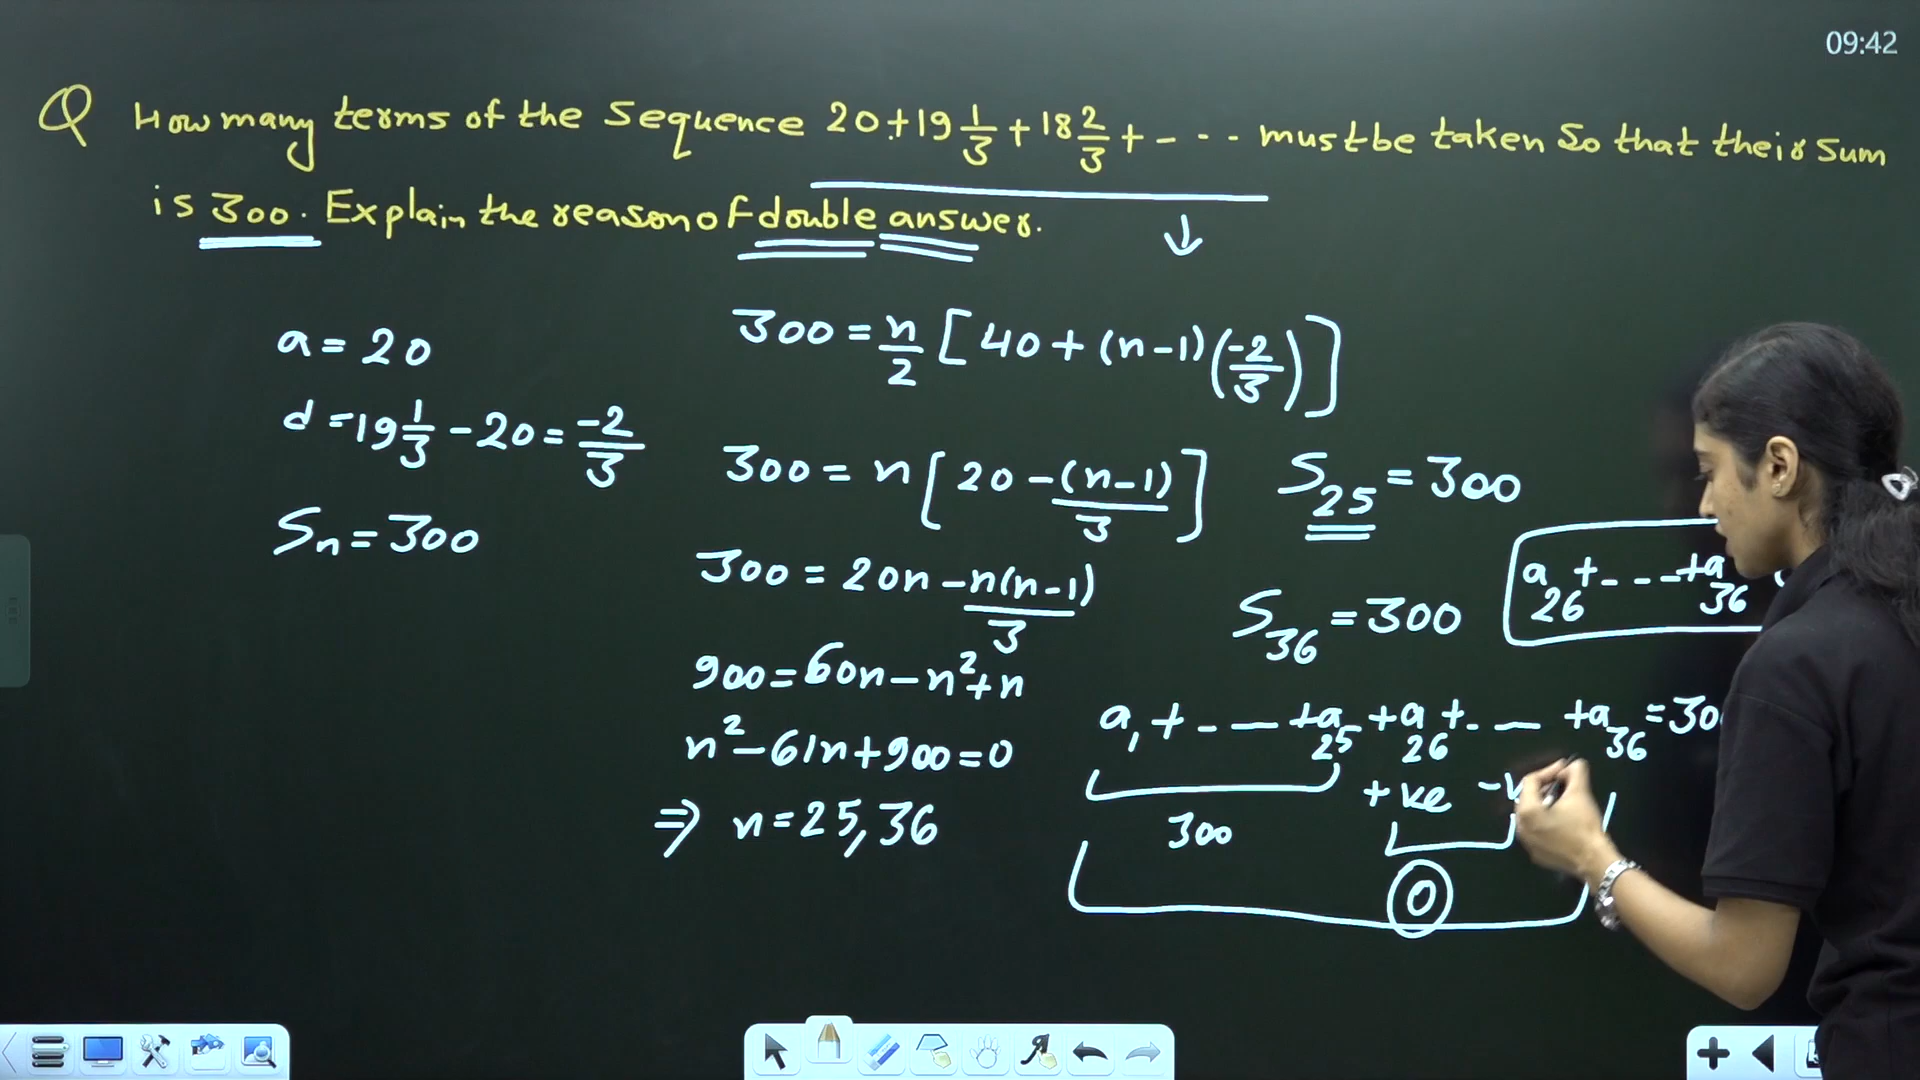 09:42
Q How many terms of the Sequence 20+19 1/3 + 18 2/3 + - - - - must be taken So that their Sum
is 300. Explain the reason of double answer.
a = 20
d = 19 1/3 - 20 = -2/3
Sn = 300
300 = n/2 [40 + (n-1)(-2/3)]
300 = n[20 - (n-1)/3]
300 = 20n - n(n-1)/3
900 = 60n - n² + n
n² - 61n + 900 = 0
⇒ n = 25, 36
S25 = 300
S36 = 300
a26 + - - - + a36
a1 + - - - + a25 + a26 + - - - + a36 = 30
+ve -v
300
0